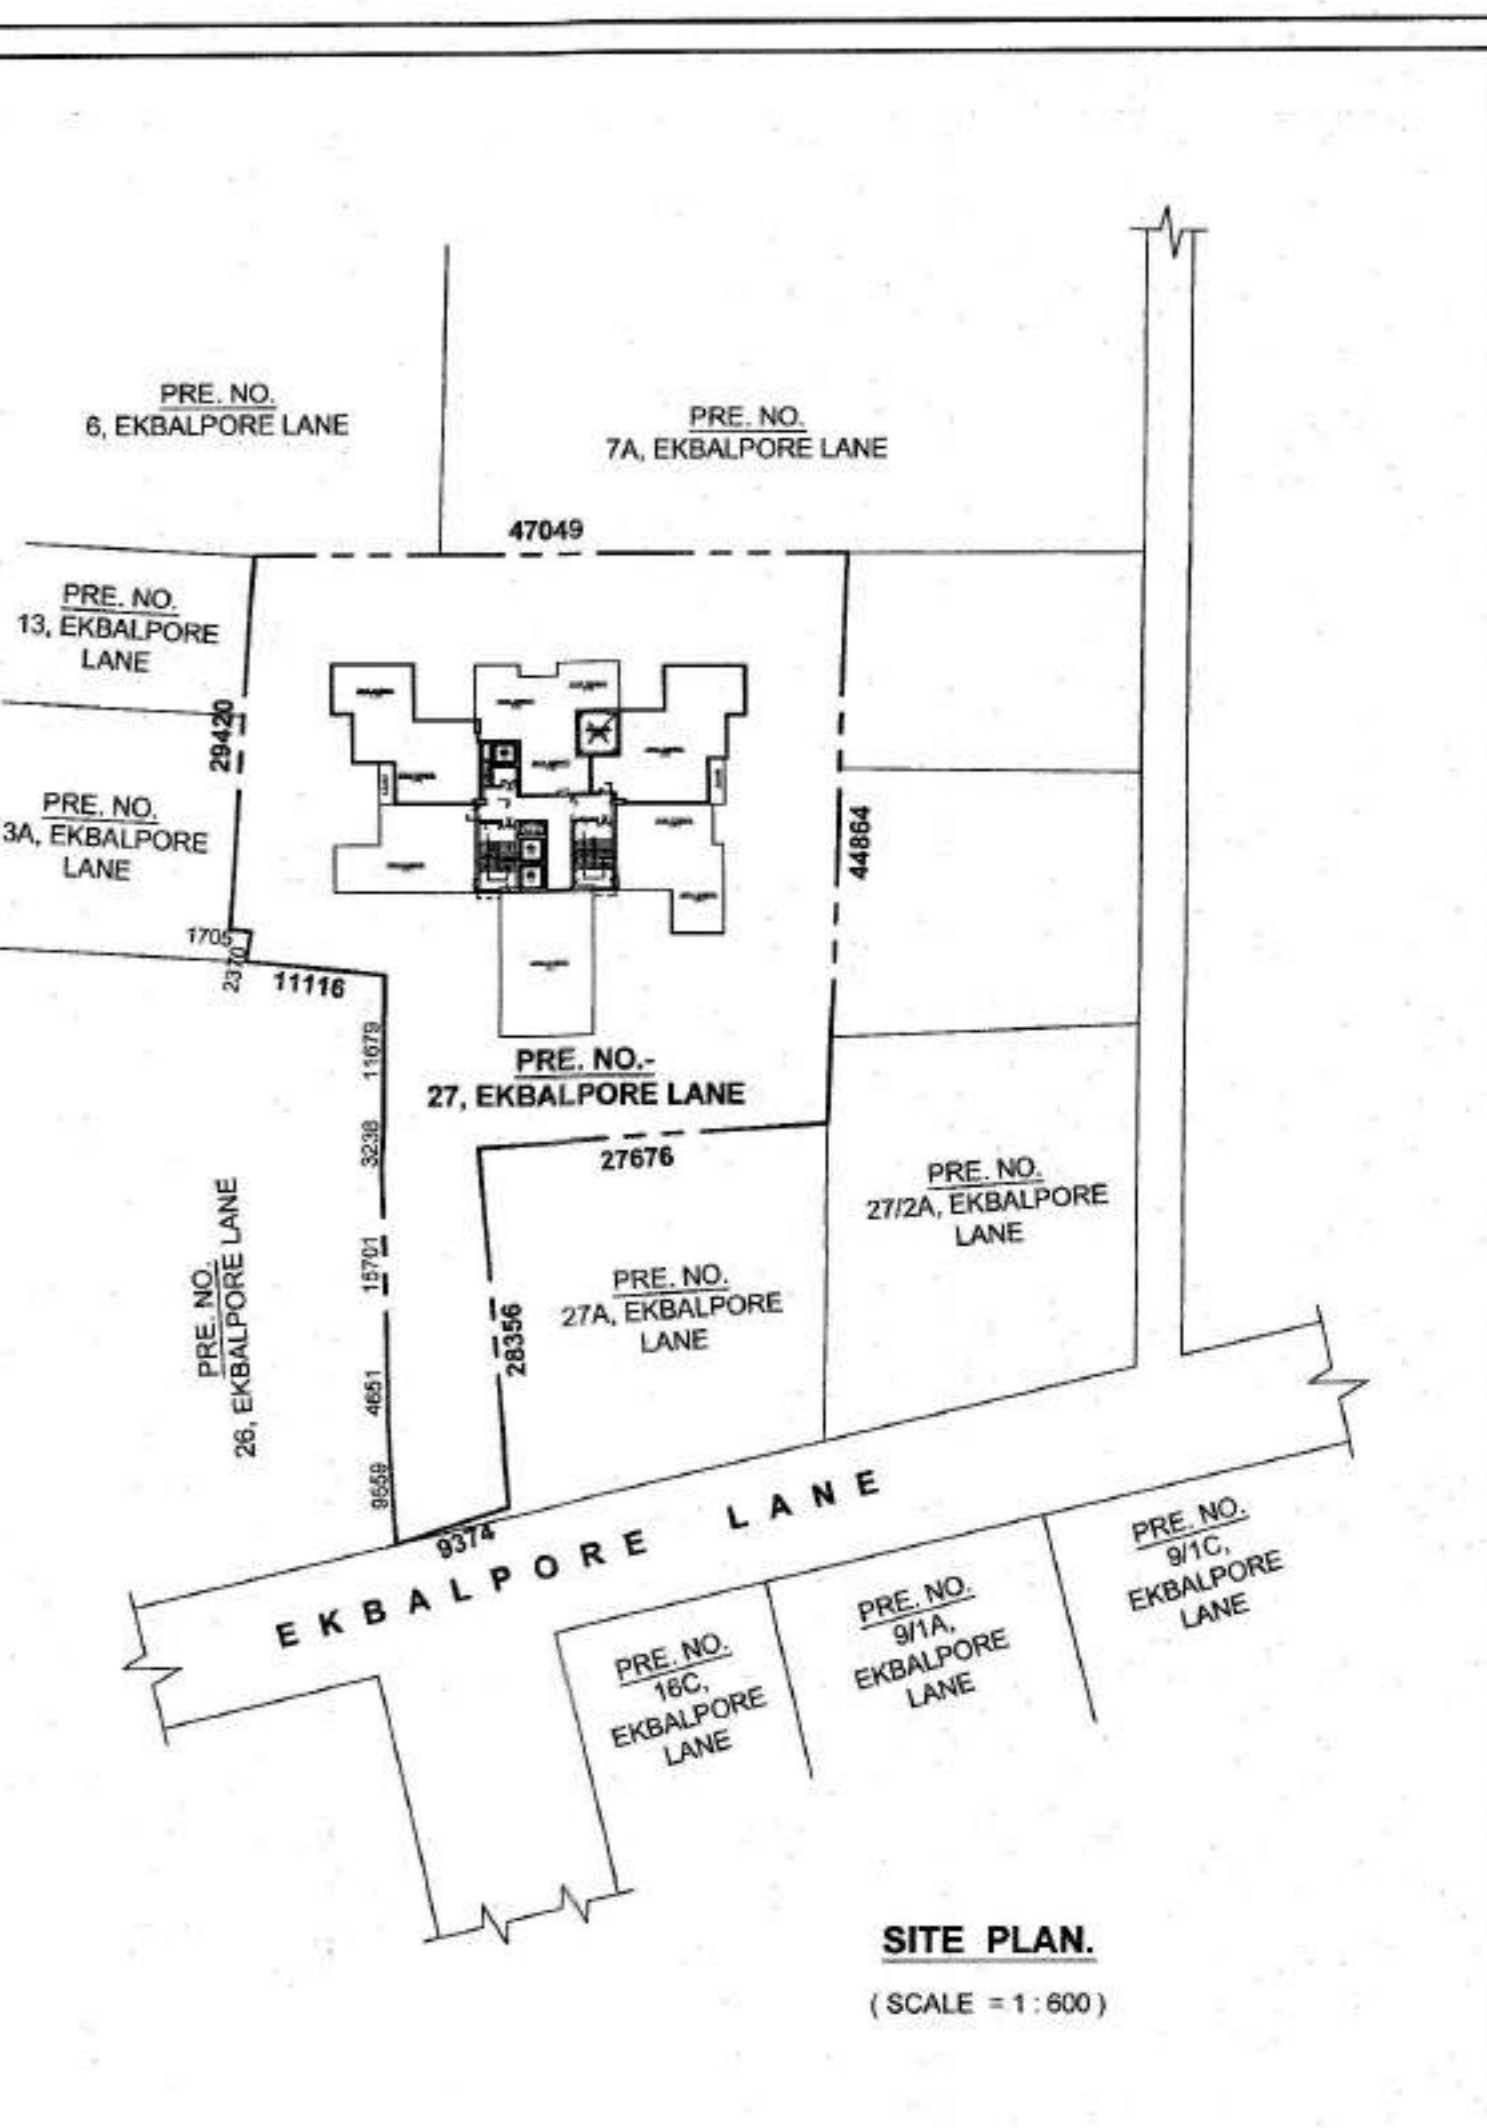 PRE. NO.
6, EKBALPORE LANE
PRE. NO.
7A, EKBALPORE LANE
47049
PRE. NO.
13, EKBALPORE
LANE
29420
PRE. NO.
3A, EKBALPORE
LANE
44864
1705
2370
11116
11679
PRE. NO.-
27, EKBALPORE LANE
3238
27676
PRE. NO.
27/2A, EKBALPORE
LANE
PRE. NO.
26, EKBALPORE LANE
15701
PRE. NO.
27A, EKBALPORE
LANE
28356
4651
9559
9374
EKBALPORE LANE
PRE. NO.
9/1C,
EKBALPORE
LANE
PRE. NO.
9/1A,
EKBALPORE
LANE
PRE. NO.
16C,
EKBALPORE
LANE
SITE PLAN.
( SCALE = 1 : 600 )